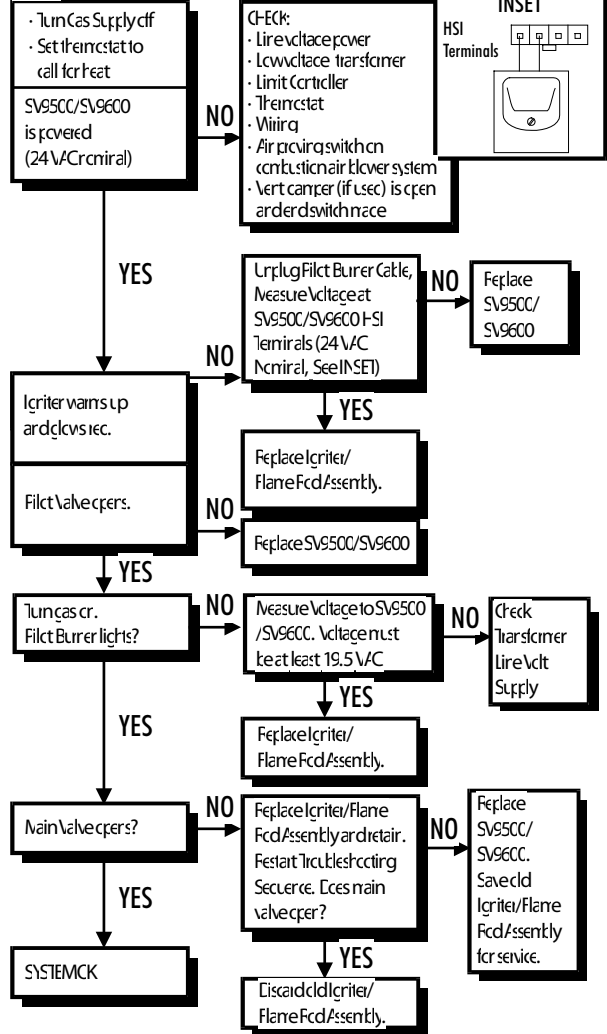 · Turn Gas Supply off
· Set thermostat to
call for heat
SV9500/SV9600
is powered
(24 VAC nominal)
NO
CHECK:
· Line voltage power
· Low voltage transformer
· Limit Controller
· Thermostat
· Wiring
· Air proving switch on
combustion air blower system
· Vent damper (if used) is open
and end switch made
INSET
HSI
Terminals
YES
NO
Unplug Pilot Burner Cable,
Measure Voltage at
SV9500/SV9600 HSI
Terminals (24 VAC
Nominal, See INSET)
NO
Replace
SV9500/
SV9600
Igniter warms up
and glows red.
YES
Replace Igniter/
Flame Rod Assembly.
Pilot Valve opens.
NO
Replace SV9500/SV9600
YES
Turn gas on.
Pilot Burner lights?
NO
Measure Voltage to SV9500
/SV9600. Voltage must
be at least 19.5 VAC
NO
Check
Transformer
Line Volt
Supply
YES
Replace Igniter/
Flame Rod Assembly.
YES
Main Valve opens?
NO
Replace Igniter/Flame
Rod Assembly and retain.
Restart Troubleshooting
Sequence. Does main
valve open?
NO
Replace
SV9500/
SV9600.
Save old
Igniter/Flame
Rod Assembly
for service.
YES
SYSTEM OK
YES
Discard old Igniter/
Flame Rod Assembly.